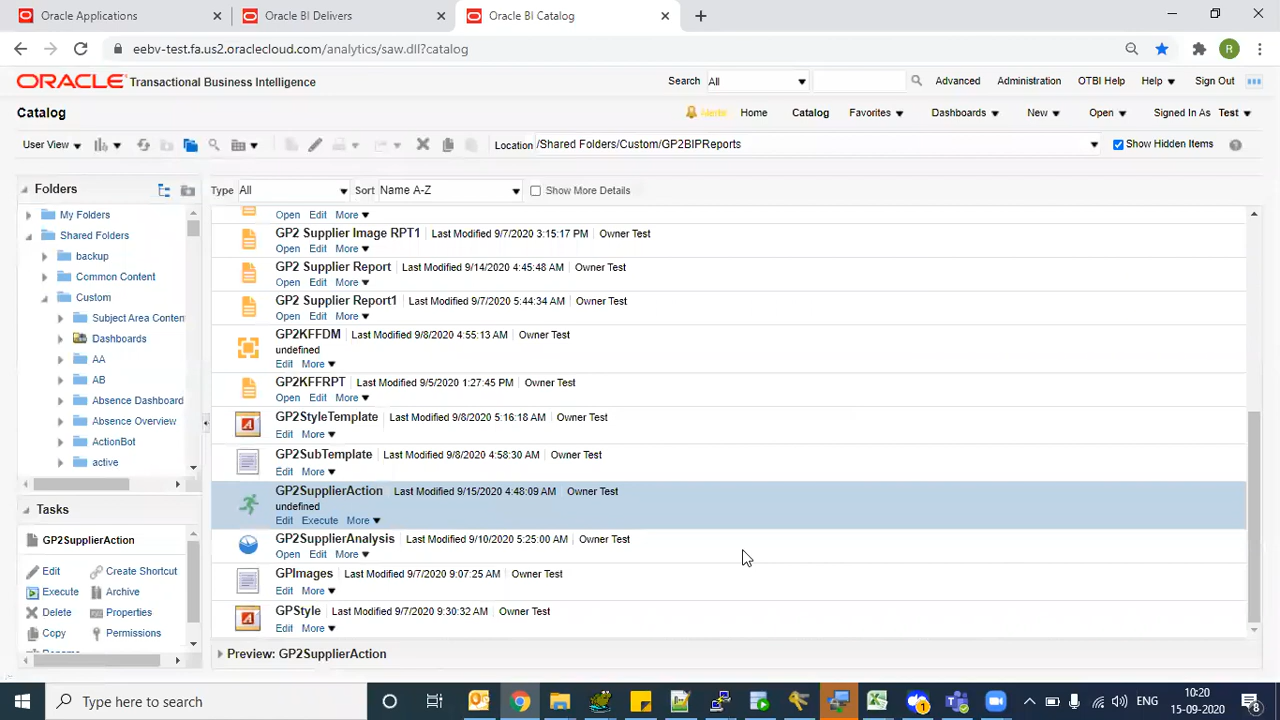 Oracle Applications
Oracle BI Delivers
Oracle BI Catalog
eebv-test.fa.us2.oraclecloud.com/analytics/saw.dll?catalog
R
ORACLE Transactional Business Intelligence
Search All Advanced Administration OTBI Help Help Sign Out
Catalog
Alerts! Home Catalog Favorites Dashboards New Open Signed In As Test
User View Location /Shared Folders/Custom/GP2BIPReports Show Hidden Items
Folders
My Folders
Shared Folders
backup
Common Content
Custom
Subject Area Conten
Dashboards
AA
AB
Absence Dashboard
Absence Overview
ActionBot
active
Tasks
GP2SupplierAction
Edit Create Shortcut
Execute Archive
Delete Properties
Copy Permissions
Type All Sort Name A-Z Show More Details
Open Edit More
GP2 Supplier Image RPT1 Last Modified 9/7/2020 3:15:17 PM Owner Test
Open Edit More
GP2 Supplier Report Last Modified 9/14/2020 4:45:48 AM Owner Test
Open Edit More
GP2 Supplier Report1 Last Modified 9/7/2020 5:44:34 AM Owner Test
Open Edit More
GP2KFFDM Last Modified 9/8/2020 4:55:13 AM Owner Test
undefined
Edit More
GP2KFFRPT Last Modified 9/5/2020 1:27:45 PM Owner Test
Open Edit More
GP2StyleTemplate Last Modified 9/8/2020 5:16:18 AM Owner Test
Edit More
GP2SubTemplate Last Modified 9/8/2020 4:58:30 AM Owner Test
Edit More
GP2SupplierAction Last Modified 9/15/2020 4:48:09 AM Owner Test
undefined
Edit Execute More
GP2SupplierAnalysis Last Modified 9/10/2020 5:25:00 AM Owner Test
Open Edit More
GPImages Last Modified 9/7/2020 9:07:25 AM Owner Test
Edit More
GPStyle Last Modified 9/7/2020 9:30:32 AM Owner Test
Edit More
Preview: GP2SupplierAction
Type here to search
ENG
10:20
15-09-2020
8